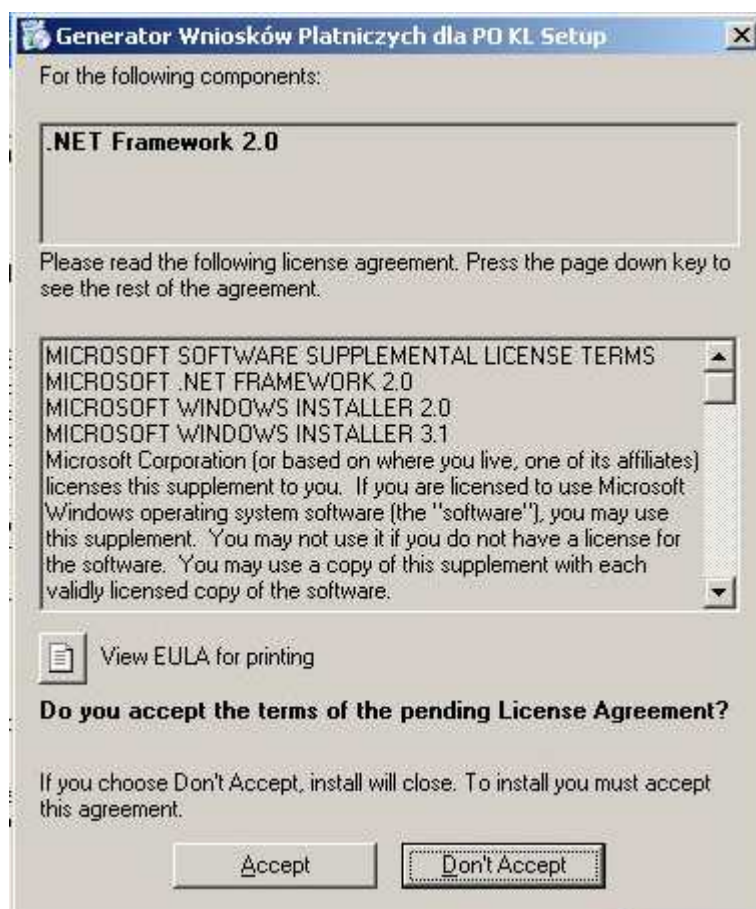 Generator Wniosków Płatniczych dla PO KL Setup
For the following components:
.NET Framework 2.0
Please read the following license agreement. Press the page down key to
see the rest of the agreement.
MICROSOFT SOFTWARE SUPPLEMENTAL LICENSE TERMS
MICROSOFT .NET FRAMEWORK 2.0
MICROSOFT WINDOWS INSTALLER 2.0
MICROSOFT WINDOWS INSTALLER 3.1
Microsoft Corporation (or based on where you live, one of its affiliates)
licenses this supplement to you.  If you are licensed to use Microsoft
Windows operating system software (the "software"), you may use
this supplement.  You may not use it if you do not have a license for
the software.  You may use a copy of this supplement with each
validly licensed copy of the software.
View EULA for printing
Do you accept the terms of the pending License Agreement?
If you choose Don't Accept, install will close. To install you must accept
this agreement.
Accept
Don't Accept